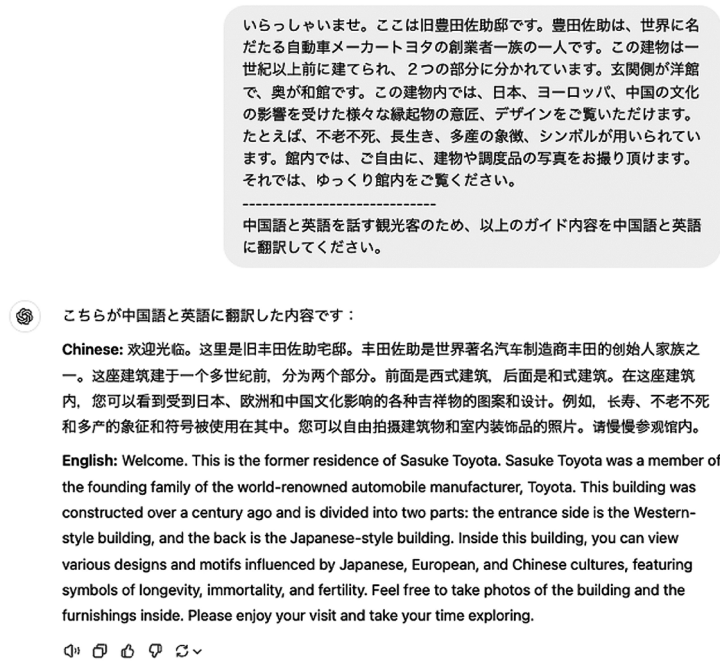 いらっしゃいませ。ここは旧豊田佐助邸です。豊田佐助は、世界に名
だたる自動車メーカートヨタの創業者一族の一人です。この建物は一
世紀以上前に建てられ、２つの部分に分かれています。玄関側が洋館
で、奥が和館です。この建物内では、日本、ヨーロッパ、中国の文化
の影響を受けた様々な縁起物の意匠、デザインをご覧いただけます。
たとえば、不老不死、長生き、多産の象徴、シンボルが用いられてい
ます。館内では、ご自由に、建物や調度品の写真をお撮り頂けます。
それでは、ゆっくり館内をご覧ください。
-----------------------------
中国語と英語を話す観光客のため、以上のガイド内容を中国語と英語
に翻訳してください。
こちらが中国語と英語に翻訳した内容です：
Chinese: 欢迎光临。这里是旧丰田佐助宅邸。丰田佐助是世界著名汽车制造商丰田的创始人家族之
一。这座建筑建于一个多世纪前，分为两个部分。前面是西式建筑，后面是和式建筑。在这座建筑
内，您可以看到受到日本、欧洲和中国文化影响的各种吉祥物的图案和设计。例如，长寿、不老不死
和多产的象征和符号被使用在其中。您可以自由拍摄建筑物和室内装饰品的照片。请慢慢参观馆内。
English: Welcome. This is the former residence of Sasuke Toyota. Sasuke Toyota was a member of
the founding family of the world-renowned automobile manufacturer, Toyota. This building was
constructed over a century ago and is divided into two parts: the entrance side is the Western-
style building, and the back is the Japanese-style building. Inside this building, you can view
various designs and motifs influenced by Japanese, European, and Chinese cultures, featuring
symbols of longevity, immortality, and fertility. Feel free to take photos of the building and the
furnishings inside. Please enjoy your visit and take your time exploring.